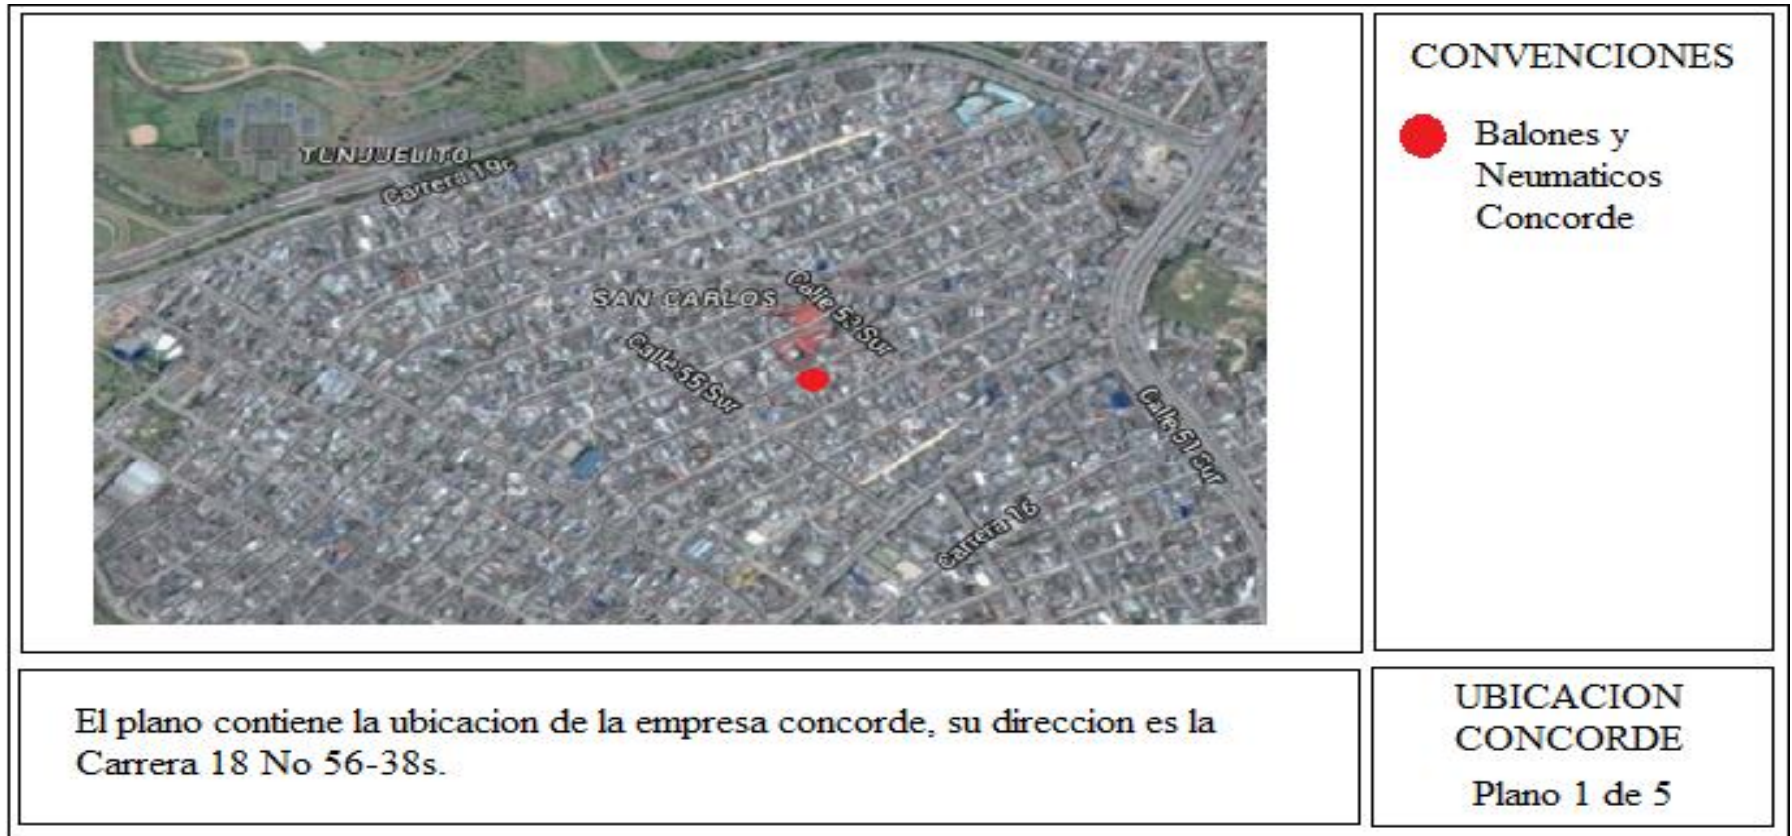 TUNJUELITO
Carrera 19c
SAN CARLOS
Calle 53 Sur
Calle 55 Sur
Calle 51 Sur
Carrera 16
CONVENCIONES
Balones y
Neumaticos
Concorde
El plano contiene la ubicacion de la empresa concorde, su direccion es la
Carrera 18 No 56-38s.
UBICACION
CONCORDE
Plano 1 de 5